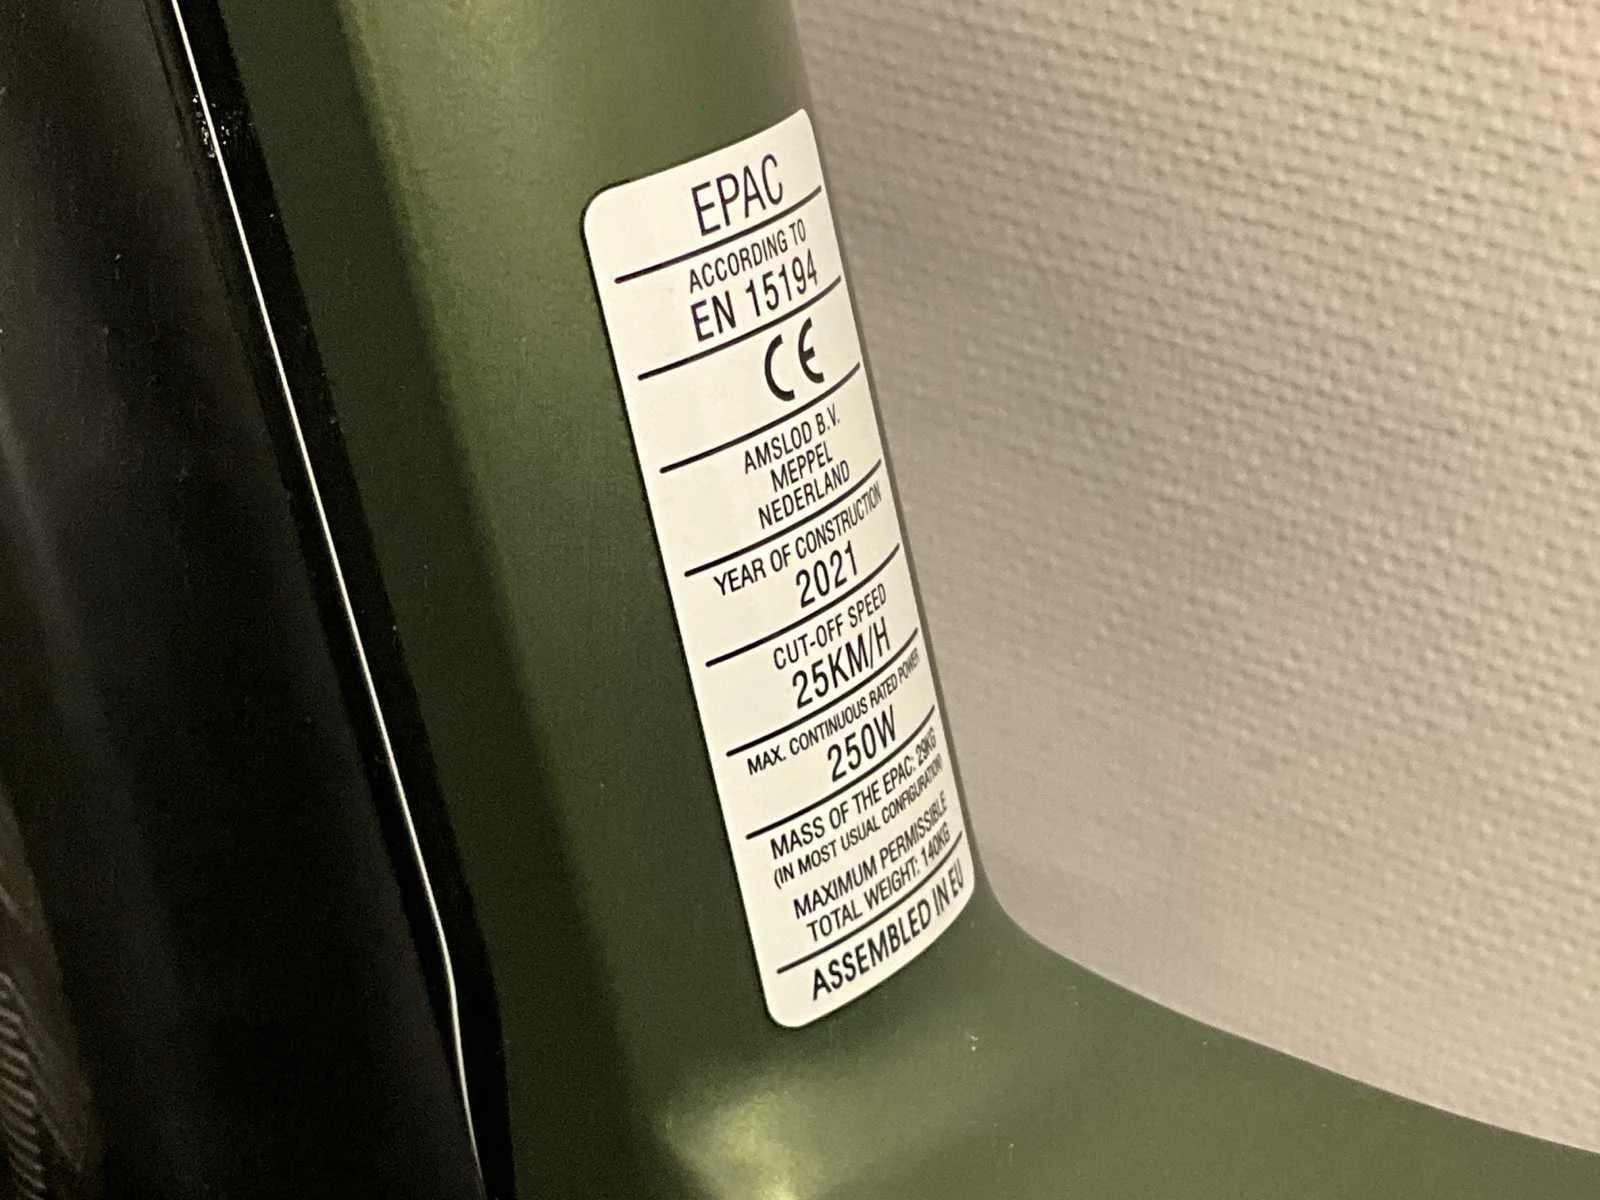 EPAC
ACCORDING TO
EN 15194
CE
AMSLOD B.V.
MEPPEL
NEDERLAND
YEAR OF CONSTRUCTION
2021
CUT-OFF SPEED
25KM/H
MAX. CONTINUOUS RATED POWER
250W
MASS OF THE EPAC: 29KG
(IN MOST USUAL CONFIGURATION)
MAXIMUM PERMISSIBLE
TOTAL WEIGHT: 140KG
ASSEMBLED IN EU